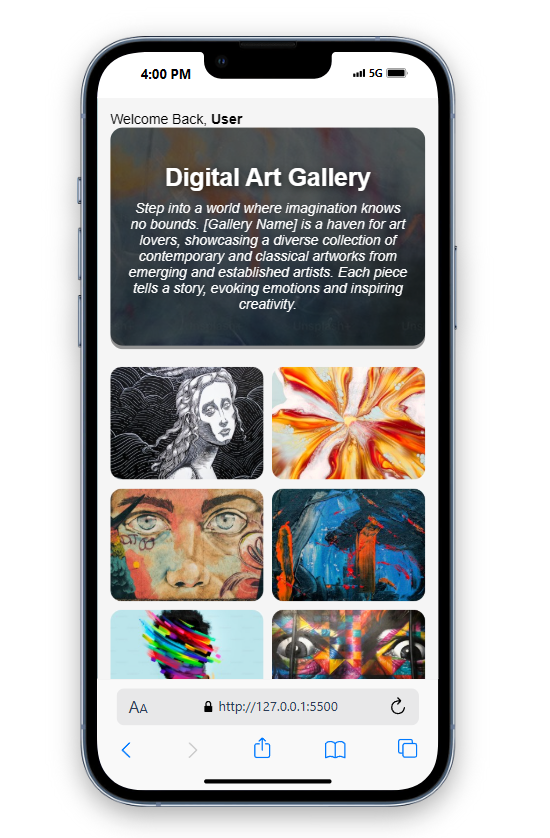 4:00 PM
5G
Welcome Back, User
Digital Art Gallery
Step into a world where imagination knows
no bounds. [Gallery Name] is a haven for art
lovers, showcasing a diverse collection of
contemporary and classical artworks from
emerging and established artists. Each piece
tells a story, evoking emotions and inspiring
creativity.
AA
http://127.0.0.1:5500